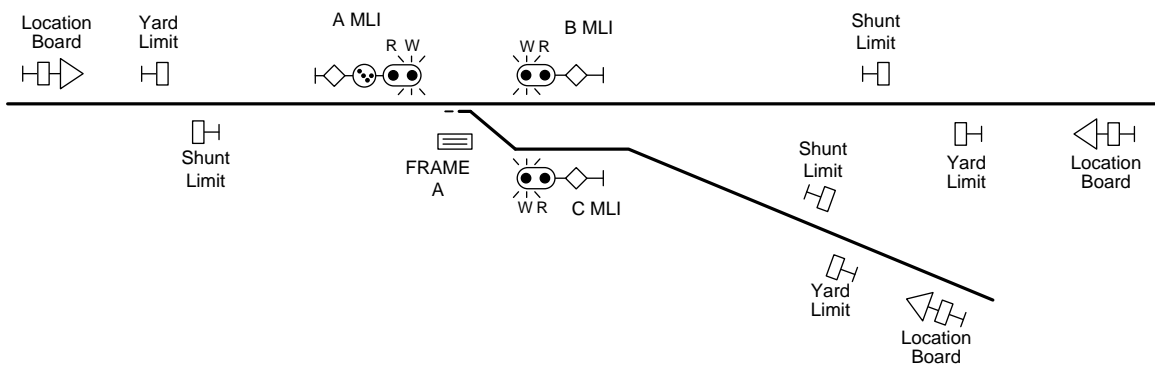 Location
Board
Yard
Limit
A MLI
R W
B MLI
W R
Shunt
Limit
Shunt
Limit
FRAME
A
W R
C MLI
Shunt
Limit
Yard
Limit
Location
Board
Yard
Limit
Location
Board